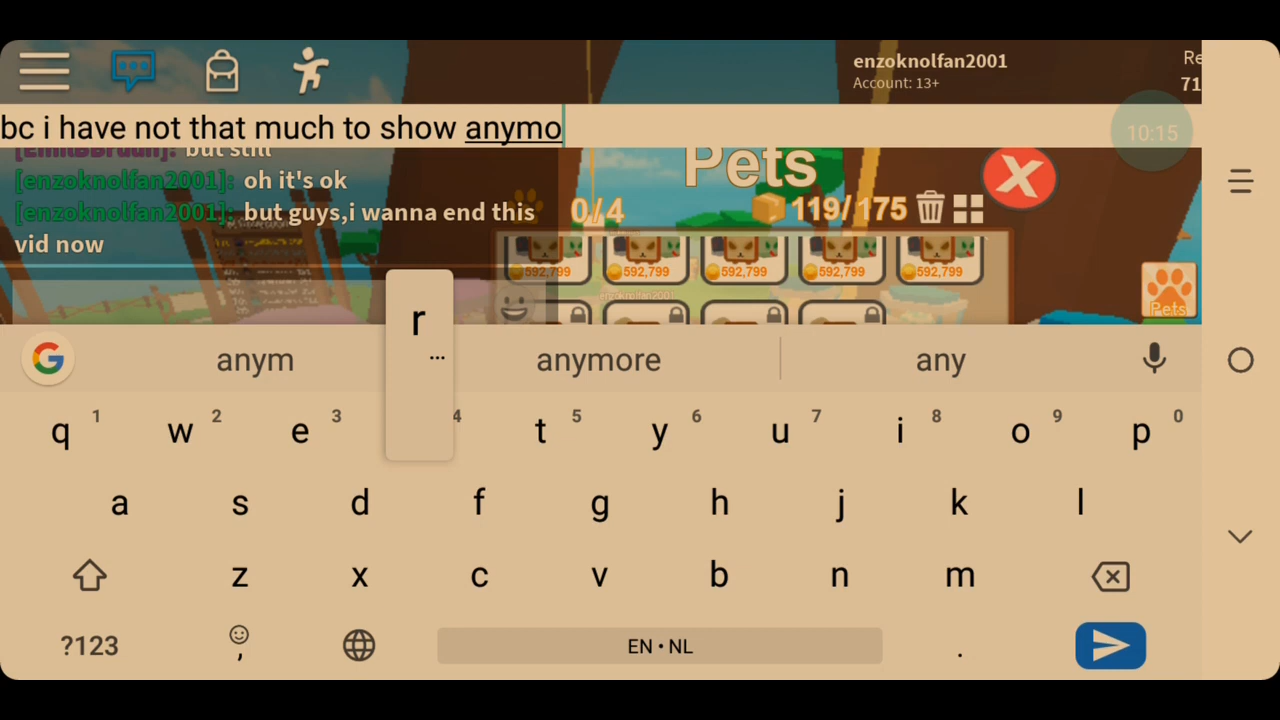 enzoknolfan2001
Account: 13+
Re
71
bc i have not that much to show anymo
10:15
but still
[enzoknolfan2001]: oh it's ok
[enzoknolfan2001]: but guys,i wanna end this
vid now
Pets
0/4
119/175
592,799 592,799 592,799 592,799 592,799
enzoknolfan2001
Pets
r
...
anym anymore any
q 1 w 2 e 3 4 t 5 y 6 u 7 i 8 o 9 p 0
a s d f g h j k l
z x c v b n m
?123 , EN • NL .